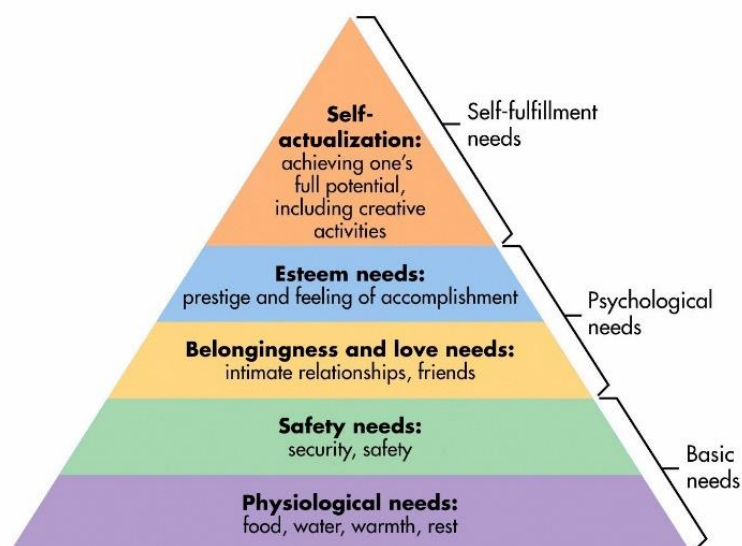 Self-
actualization:
achieving one's
full potential,
including creative
activities
Self-fulfillment
needs
Esteem needs:
prestige and feeling of accomplishment
Psychological
needs
Belongingness and love needs:
intimate relationships, friends
Safety needs:
security, safety
Basic
needs
Physiological needs:
food, water, warmth, rest